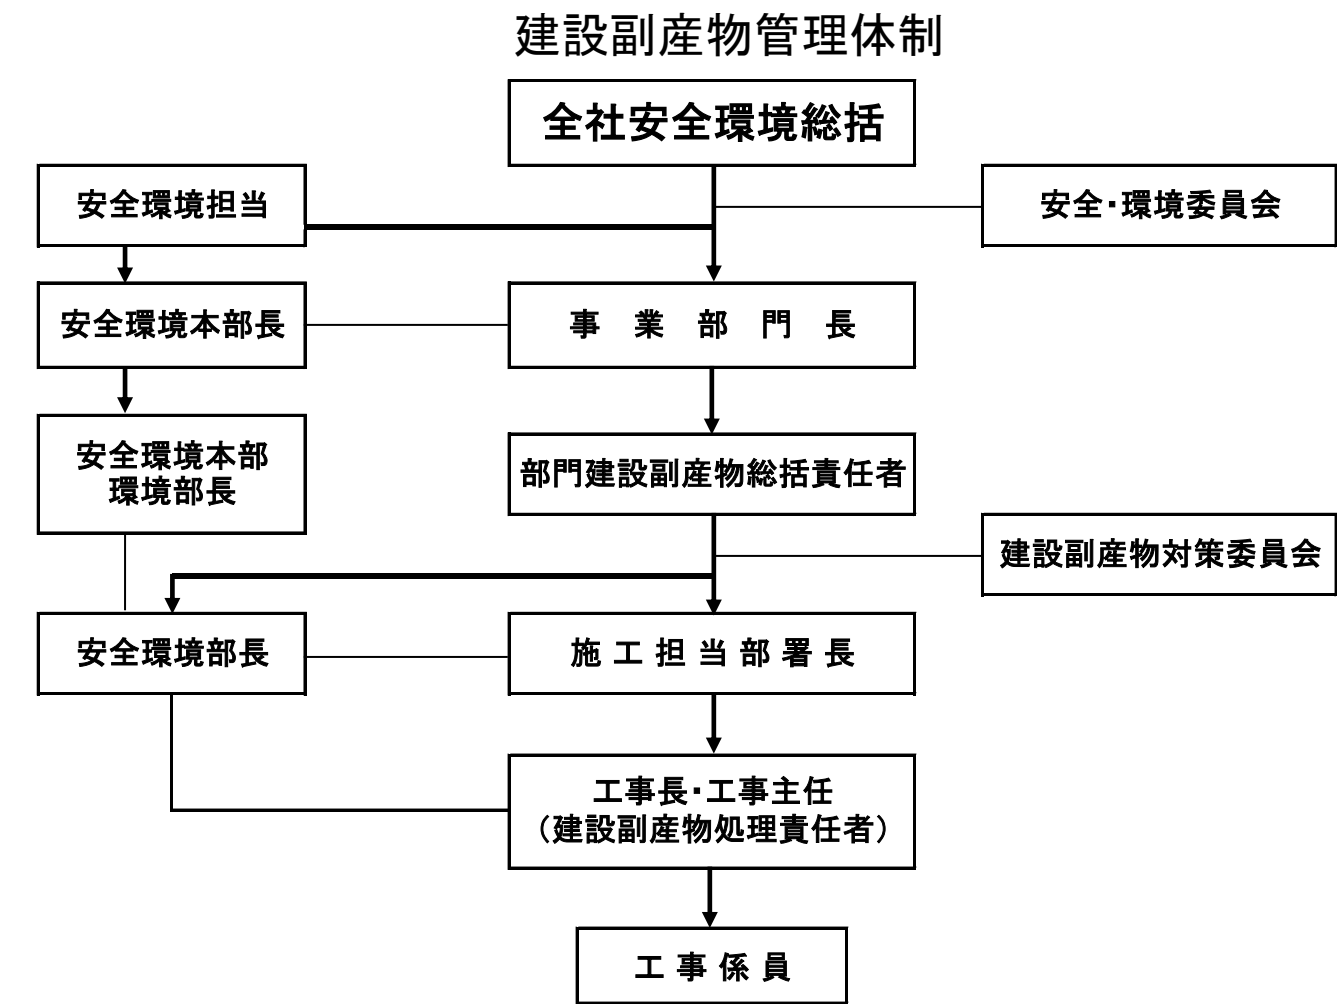 建設副産物管理体制
全社安全環境総括
安全環境担当
安全・環境委員会
安全環境本部長
事業部門長
安全環境本部
環境部長
部門建設副産物総括責任者
建設副産物対策委員会
安全環境部長
施工担当部署長
工事長・工事主任
（建設副産物処理責任者）
工事係員